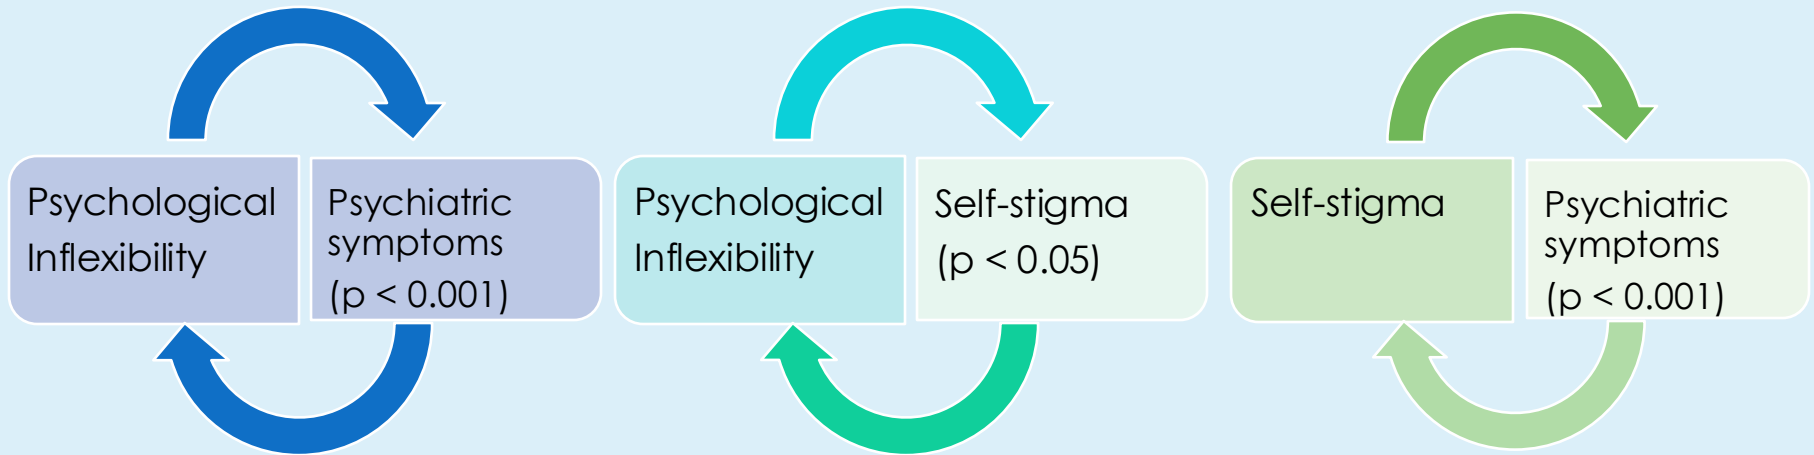 Psychological
Inflexibility
Psychiatric
symptoms
(p < 0.001)
Psychological
Inflexibility
Self-stigma
(p < 0.05)
Self-stigma
Psychiatric
symptoms
(p < 0.001)